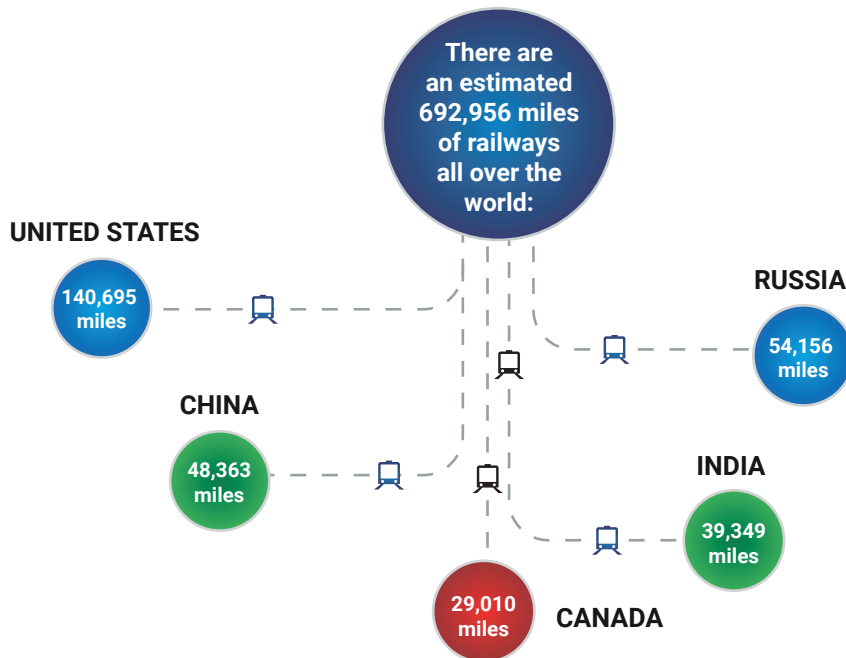 There are
an estimated
692,956 miles
of railways
all over the
world:
UNITED STATES
140,695
miles
RUSSIA
54,156
miles
CHINA
48,363
miles
INDIA
39,349
miles
29,010
miles
CANADA